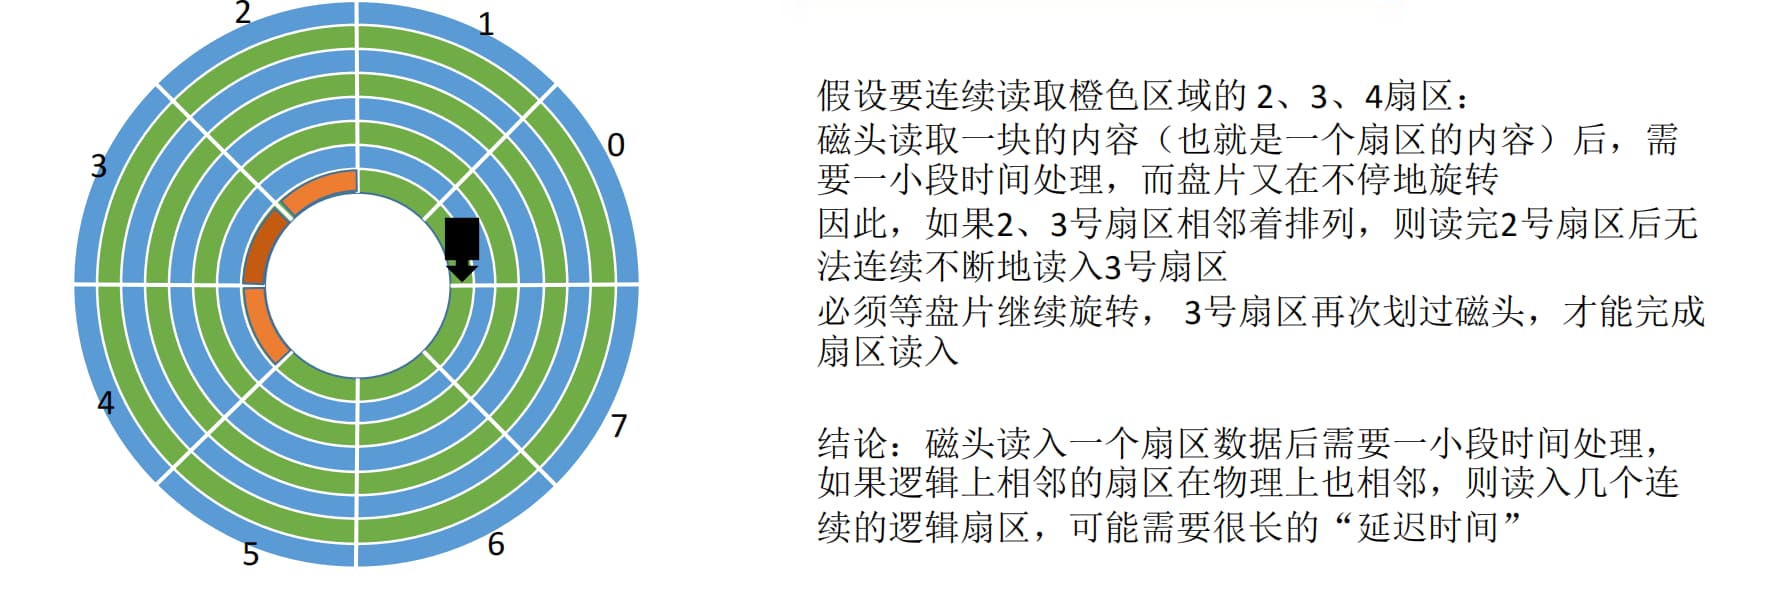 2
1
0
3
4
7
5
6
假设要连续读取橙色区域的 2、3、4扇区：
磁头读取一块的内容（也就是一个扇区的内容）后，需
要一小段时间处理，而盘片又在不停地旋转
因此，如果2、3号扇区相邻着排列，则读完2号扇区后无
法连续不断地读入3号扇区
必须等盘片继续旋转， 3号扇区再次划过磁头，才能完成
扇区读入
结论：磁头读入一个扇区数据后需要一小段时间处理，
如果逻辑上相邻的扇区在物理上也相邻，则读入几个连
续的逻辑扇区，可能需要很长的“延迟时间”